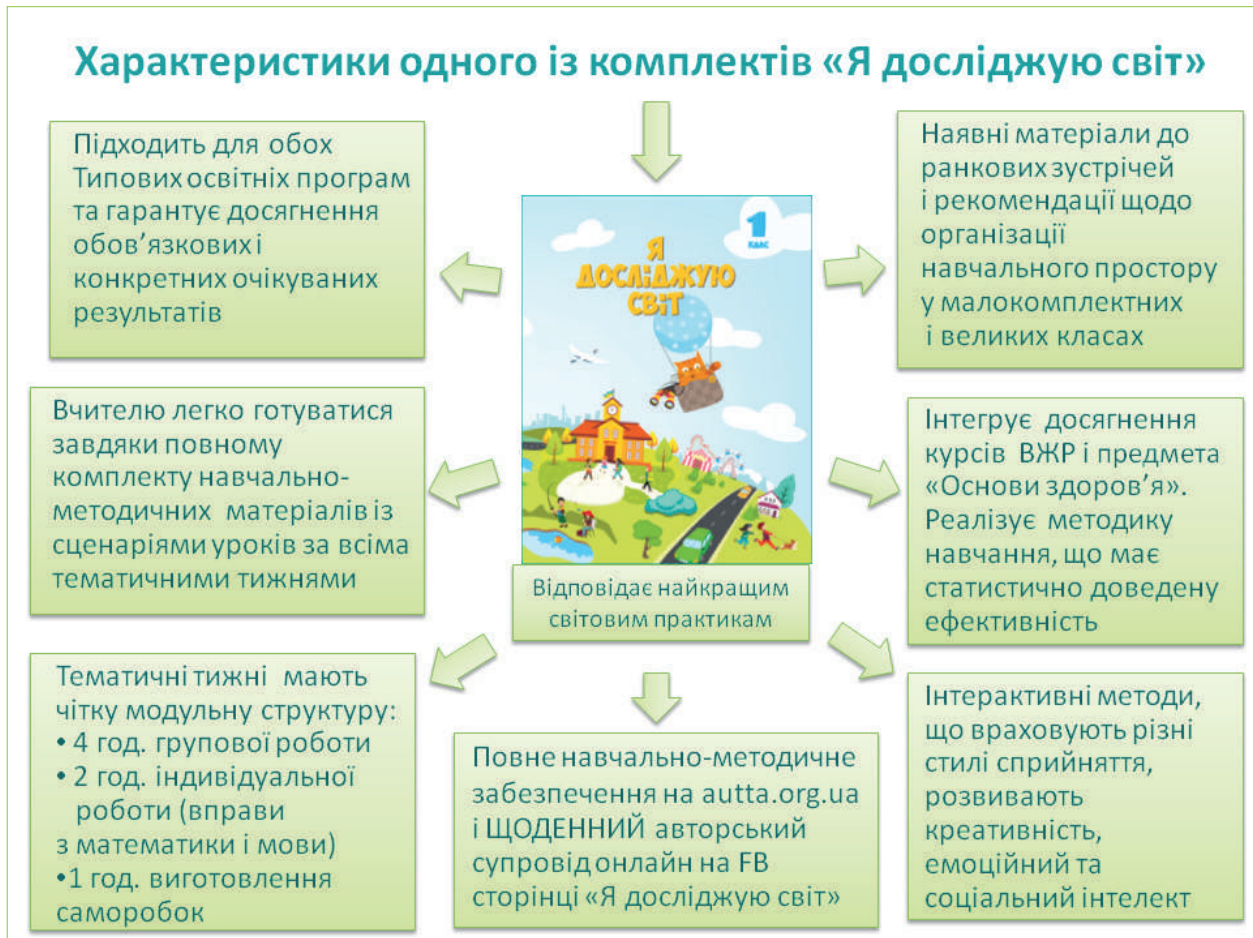 Характеристики одного із комплектів «Я досліджую світ»
Підходить для обох
Типових освітніх програм
та гарантує досягнення
обов’язкових і
конкретних очікуваних
результатів
Вчителю легко готуватися
завдяки повному
комплекту навчально-
методичних матеріалів із
сценаріями уроків за всіма
тематичними тижнями
Тематичні тижні мають
чітку модульну структуру:
• 4 год. групової роботи
• 2 год. індивідуальної
роботи (вправи
з математики і мови)
•1 год. виготовлення
саморобок
1
КЛАС
Я
ДОСЛІДЖУЮ
СВІТ
Відповідає найкращим
світовим практикам
Повне навчально-методичне
забезпечення на autta.org.ua
і ЩОДЕННИЙ авторський
супровід онлайн на FB
сторінці «Я досліджую світ»
Наявні матеріали до
ранкових зустрічей
і рекомендації щодо
організації
навчального простору
у малокомплектних
і великих класах
Інтегрує досягнення
курсів ВЖР і предмета
«Основи здоров’я».
Реалізує методику
навчання, що має
статистично доведену
ефективність
Інтерактивні методи,
що враховують різні
стилі сприйняття,
розвивають
креативність,
емоційний та
соціальний інтелект